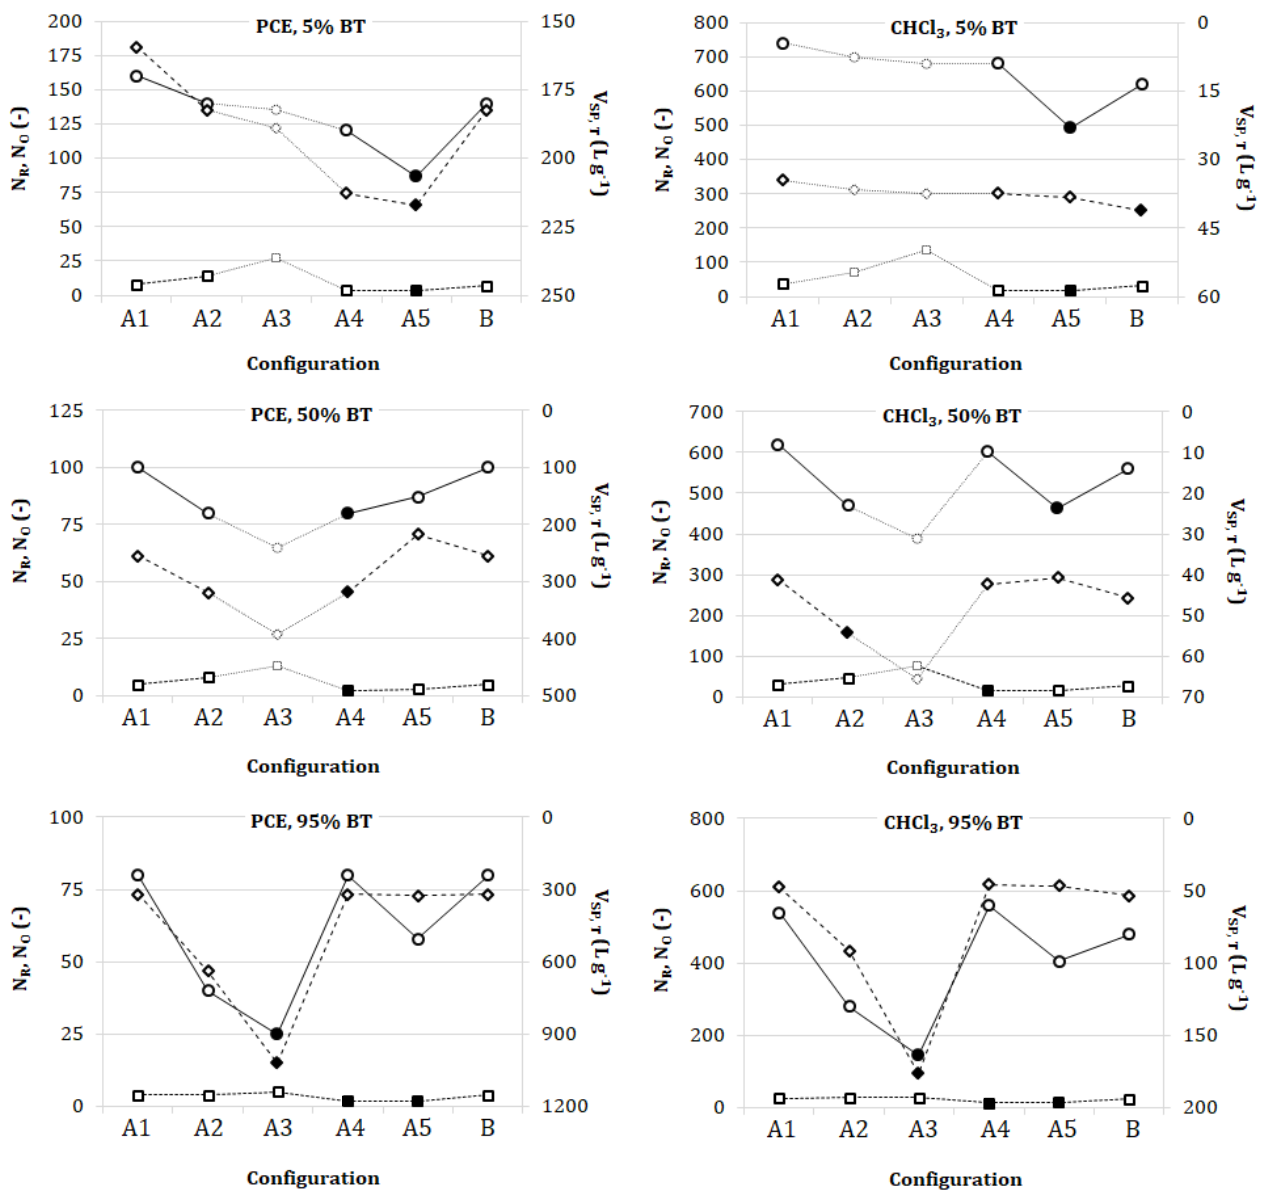 PCE, 5% BT
200
175
150
125
100
75
50
25
0
N_R, N_O (-)
150
175
200
225
250
V_SP, r (L g⁻¹)
A1 A2 A3 A4 A5 B
Configuration
CHCl₃, 5% BT
800
700
600
500
400
300
200
100
0
N_R, N_O (-)
0
15
30
45
60
V_SP, r (L g⁻¹)
A1 A2 A3 A4 A5 B
Configuration
PCE, 50% BT
125
100
75
50
25
0
N_R, N_O (-)
0
100
200
300
400
500
V_SP, r (L g⁻¹)
A1 A2 A3 A4 A5 B
Configuration
CHCl₃, 50% BT
700
600
500
400
300
200
100
0
N_R, N_O (-)
0
10
20
30
40
50
60
70
V_SP, r (L g⁻¹)
A1 A2 A3 A4 A5 B
Configuration
PCE, 95% BT
100
75
50
25
0
N_R, N_O (-)
0
300
600
900
1200
V_SP, r (L g⁻¹)
A1 A2 A3 A4 A5 B
Configuration
CHCl₃, 95% BT
800
600
400
200
0
N_R, N_O (-)
0
50
100
150
200
V_SP, r (L g⁻¹)
A1 A2 A3 A4 A5 B
Configuration